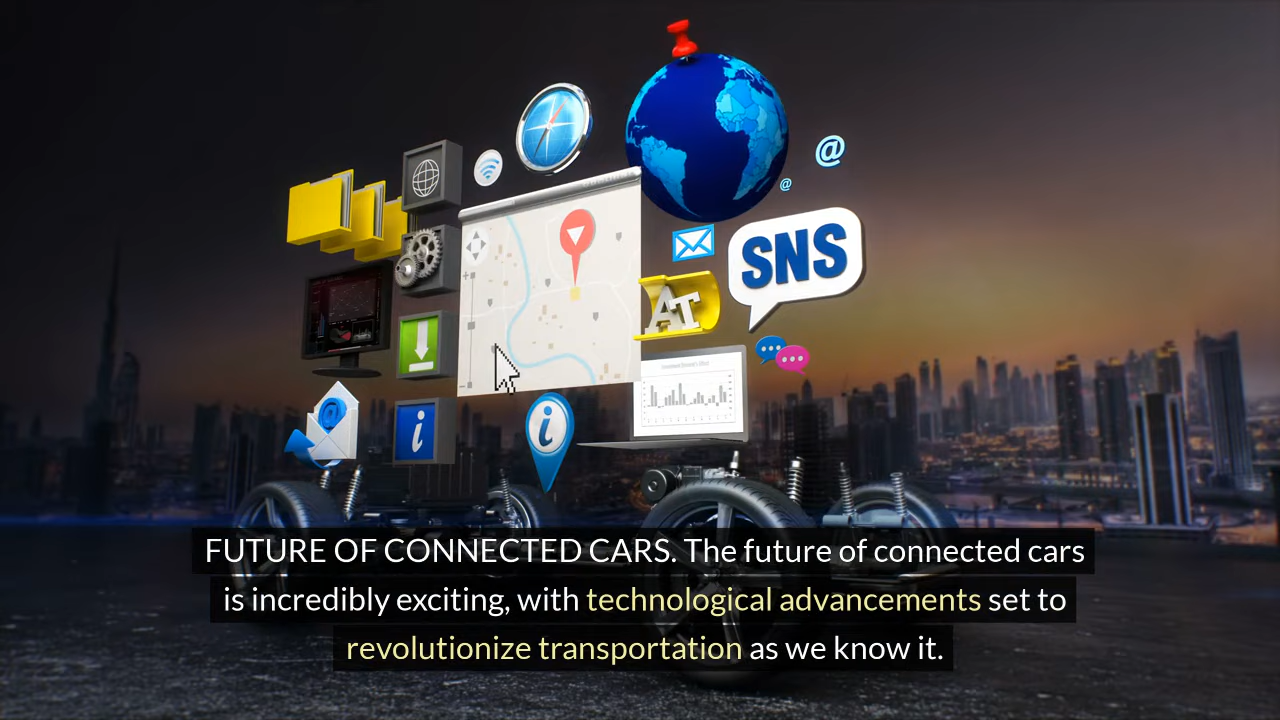 @
@
SNS
AT
@
i
i
FUTURE OF CONNECTED CARS. The future of connected cars
is incredibly exciting, with technological advancements set to
revolutionize transportation as we know it.